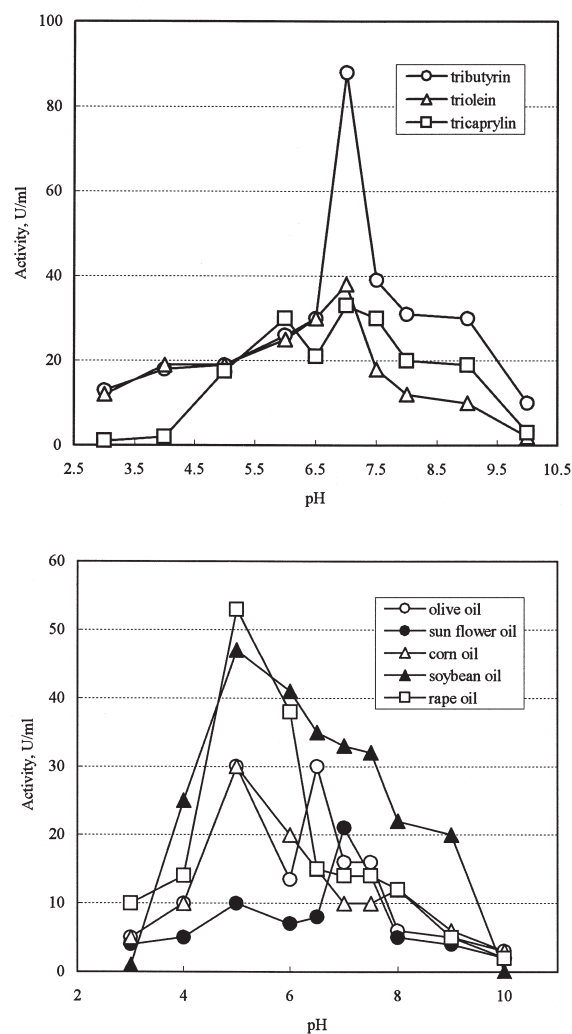 100
80
60
40
20
0
Activity, U/ml
tributyrin
triolein
tricaprylin
2.5 3.5 4.5 5.5 6.5 7.5 8.5 9.5 10.5
pH
60
50
40
30
20
10
0
Activity, U/ml
olive oil
sun flower oil
corn oil
soybean oil
rape oil
2 4 6 8 10
pH